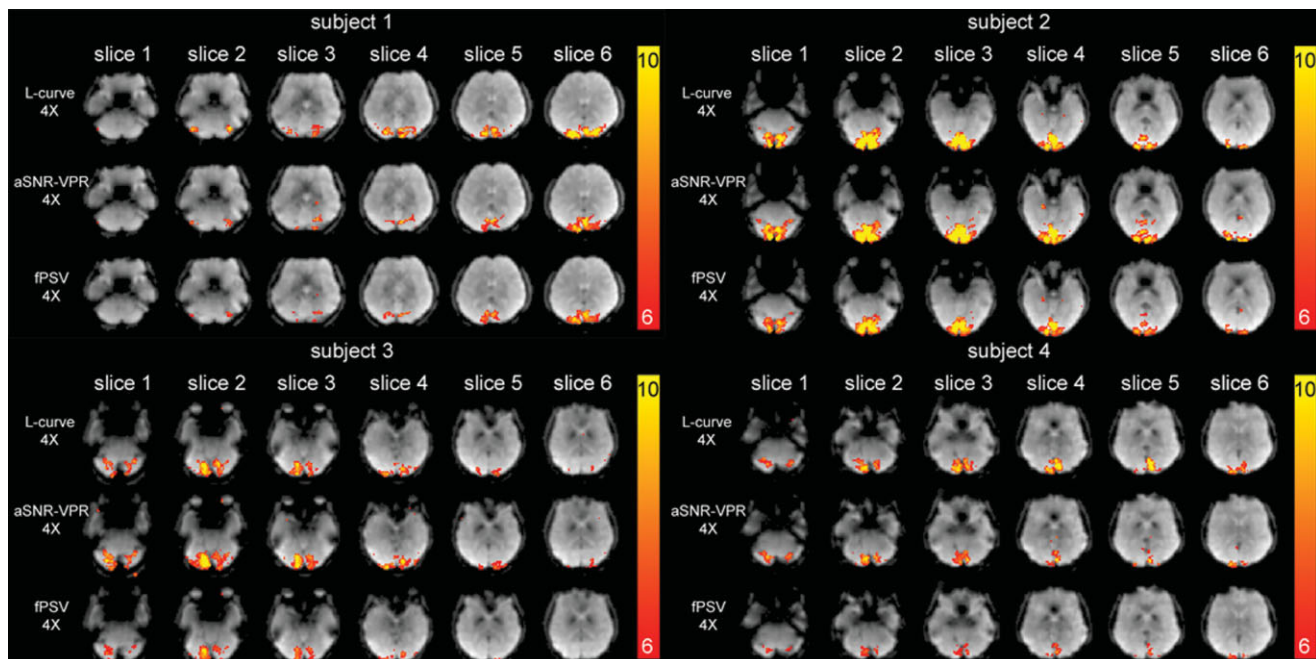 subject 1
slice 1 slice 2 slice 3 slice 4 slice 5 slice 6
10
L-curve
4X
aSNR-VPR
4X
fPSV
4X
6
subject 2
slice 1 slice 2 slice 3 slice 4 slice 5 slice 6
10
L-curve
4X
aSNR-VPR
4X
fPSV
4X
6
subject 3
slice 1 slice 2 slice 3 slice 4 slice 5 slice 6
10
L-curve
4X
aSNR-VPR
4X
fPSV
4X
6
subject 4
slice 1 slice 2 slice 3 slice 4 slice 5 slice 6
10
L-curve
4X
aSNR-VPR
4X
fPSV
4X
6